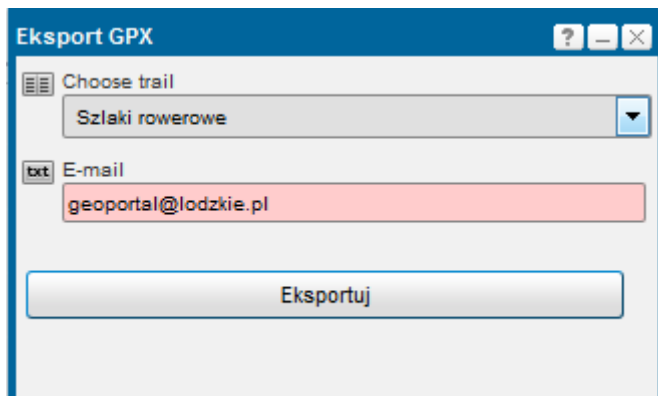 Eksport GPX
?
Choose trail
Szlaki rowerowe
txt E-mail
geoportal@lodzkie.pl
Eksportuj